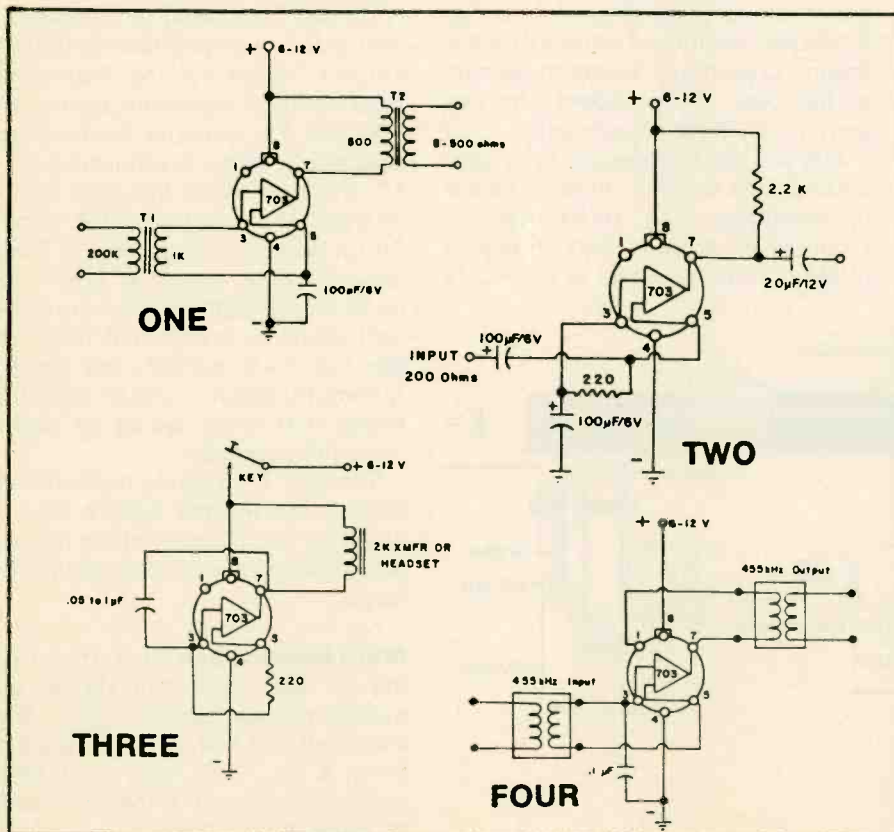 + 6-12 V
T2
600
8-500 ohms
1 8 7
703
3 4 5
T1
200K
1K
100µF/6V
-
ONE
+ 6-12 V
2.2 K
1 8 7
703
3 4 5
+
20µF/12V
INPUT
200 Ohms
+ 100µF/6V
220
+ 100µF/6V
-
TWO
KEY
+ 6-12 V
2K XMFR OR
HEADSET
.05 to 1µF
1 8 7
703
3 4 5
220
-
THREE
+ 6-12 V
455kHz Output
1 8 7
703
3 4 5
455kHz Input
.1 µF
-
FOUR